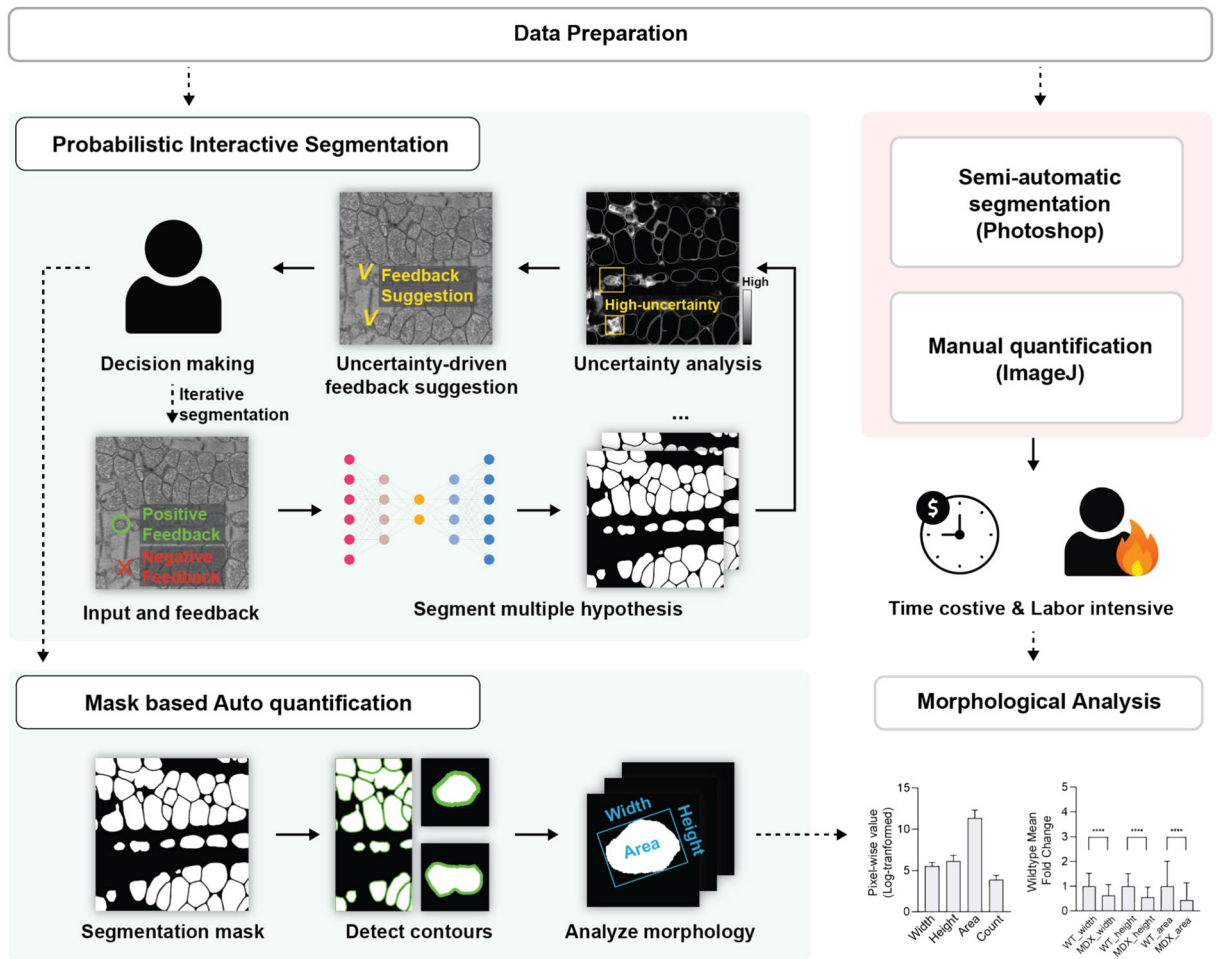 Data Preparation
Probabilistic Interactive Segmentation
V Feedback
Suggestion
V
High
High-uncertainty
Decision making
Uncertainty-driven
feedback suggestion
Uncertainty analysis
Iterative
segmentation
...
Positive
Feedback
X Negative
Feedback
Input and feedback
Segment multiple hypothesis
Semi-automatic
segmentation
(Photoshop)
Manual quantification
(ImageJ)
$
Time costive & Labor intensive
Mask based Auto quantification
Width
Height
Area
Segmentation mask
Detect contours
Analyze morphology
Morphological Analysis
Pixel-wise value
(Log-tranformed)
15
10
5
0
Width
Height
Area
Count
Wildtype Mean
Fold Change
5
4
3
2
1
0
**** **** ****
WT_width
MDX_width
WT_height
MDX_height
WT_area
MDX_area